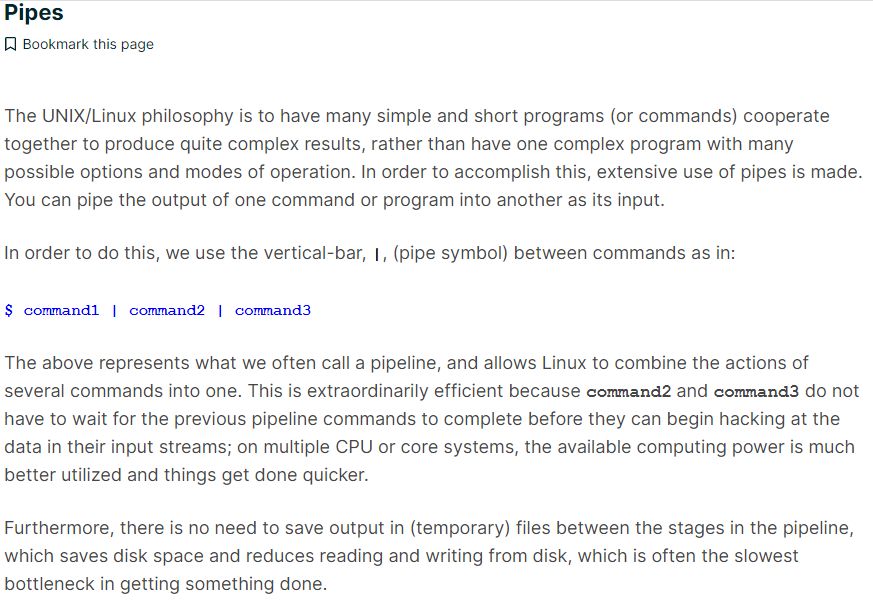 Pipes
Bookmark this page
The UNIX/Linux philosophy is to have many simple and short programs (or commands) cooperate
together to produce quite complex results, rather than have one complex program with many
possible options and modes of operation. In order to accomplish this, extensive use of pipes is made.
You can pipe the output of one command or program into another as its input.
In order to do this, we use the vertical-bar, |, (pipe symbol) between commands as in:
$ command1 | command2 | command3
The above represents what we often call a pipeline, and allows Linux to combine the actions of
several commands into one. This is extraordinarily efficient because command2 and command3 do not
have to wait for the previous pipeline commands to complete before they can begin hacking at the
data in their input streams; on multiple CPU or core systems, the available computing power is much
better utilized and things get done quicker.
Furthermore, there is no need to save output in (temporary) files between the stages in the pipeline,
which saves disk space and reduces reading and writing from disk, which is often the slowest
bottleneck in getting something done.